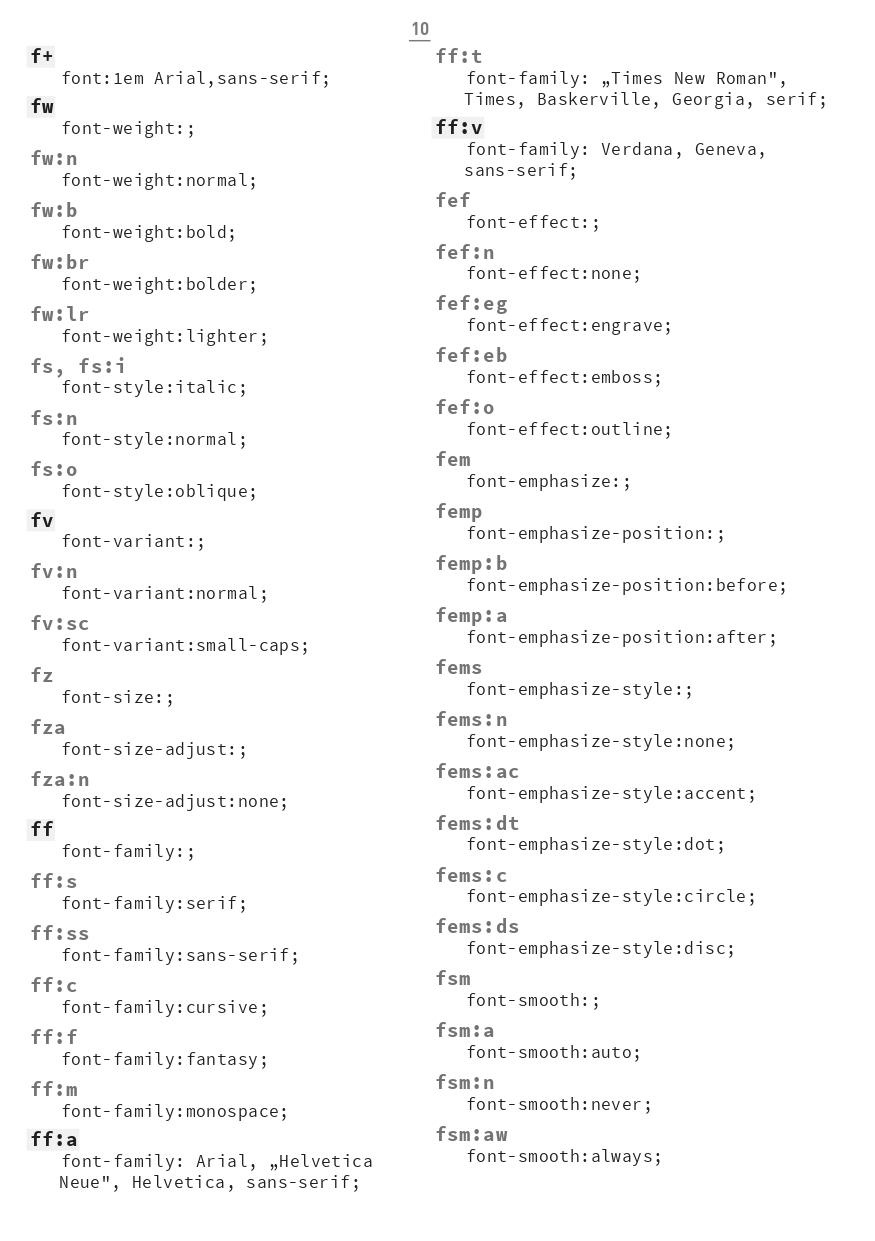 10
f+
font:1em Arial,sans-serif;
fw
font-weight:;
fw:n
font-weight:normal;
fw:b
font-weight:bold;
fw:br
font-weight:bolder;
fw:lr
font-weight:lighter;
fs, fs:i
font-style:italic;
fs:n
font-style:normal;
fs:o
font-style:oblique;
fv
font-variant:;
fv:n
font-variant:normal;
fv:sc
font-variant:small-caps;
fz
font-size:;
fza
font-size-adjust:;
fza:n
font-size-adjust:none;
ff
font-family:;
ff:s
font-family:serif;
ff:ss
font-family:sans-serif;
ff:c
font-family:cursive;
ff:f
font-family:fantasy;
ff:m
font-family:monospace;
ff:a
font-family: Arial, „Helvetica
Neue", Helvetica, sans-serif;
ff:t
font-family: „Times New Roman",
Times, Baskerville, Georgia, serif;
ff:v
font-family: Verdana, Geneva,
sans-serif;
fef
font-effect:;
fef:n
font-effect:none;
fef:eg
font-effect:engrave;
fef:eb
font-effect:emboss;
fef:o
font-effect:outline;
fem
font-emphasize:;
femp
font-emphasize-position:;
femp:b
font-emphasize-position:before;
femp:a
font-emphasize-position:after;
fems
font-emphasize-style:;
fems:n
font-emphasize-style:none;
fems:ac
font-emphasize-style:accent;
fems:dt
font-emphasize-style:dot;
fems:c
font-emphasize-style:circle;
fems:ds
font-emphasize-style:disc;
fsm
font-smooth:;
fsm:a
font-smooth:auto;
fsm:n
font-smooth:never;
fsm:aw
font-smooth:always;